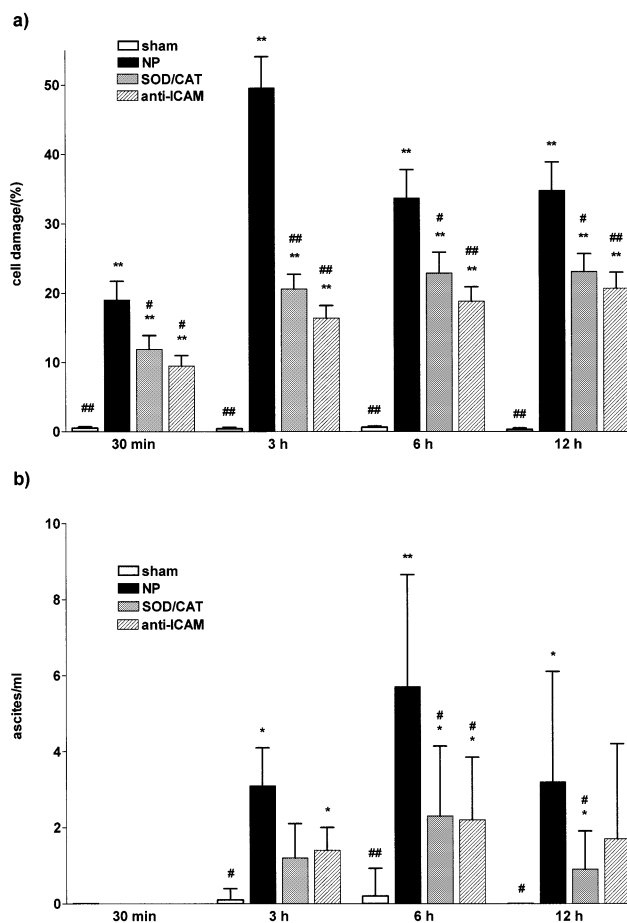 a)
sham
NP
SOD/CAT
anti-ICAM
cell damage/(%)
50
40
30
20
10
0
##
**
#
**
#
**
##
**
##
**
##
**
##
**
#
**
##
**
##
**
#
**
##
**
30 min
3 h
6 h
12 h
b)
sham
NP
SOD/CAT
anti-ICAM
ascites/ml
10
8
6
4
2
0
#
*
*
##
**
#
*
#
*
#
*
#
*
30 min
3 h
6 h
12 h